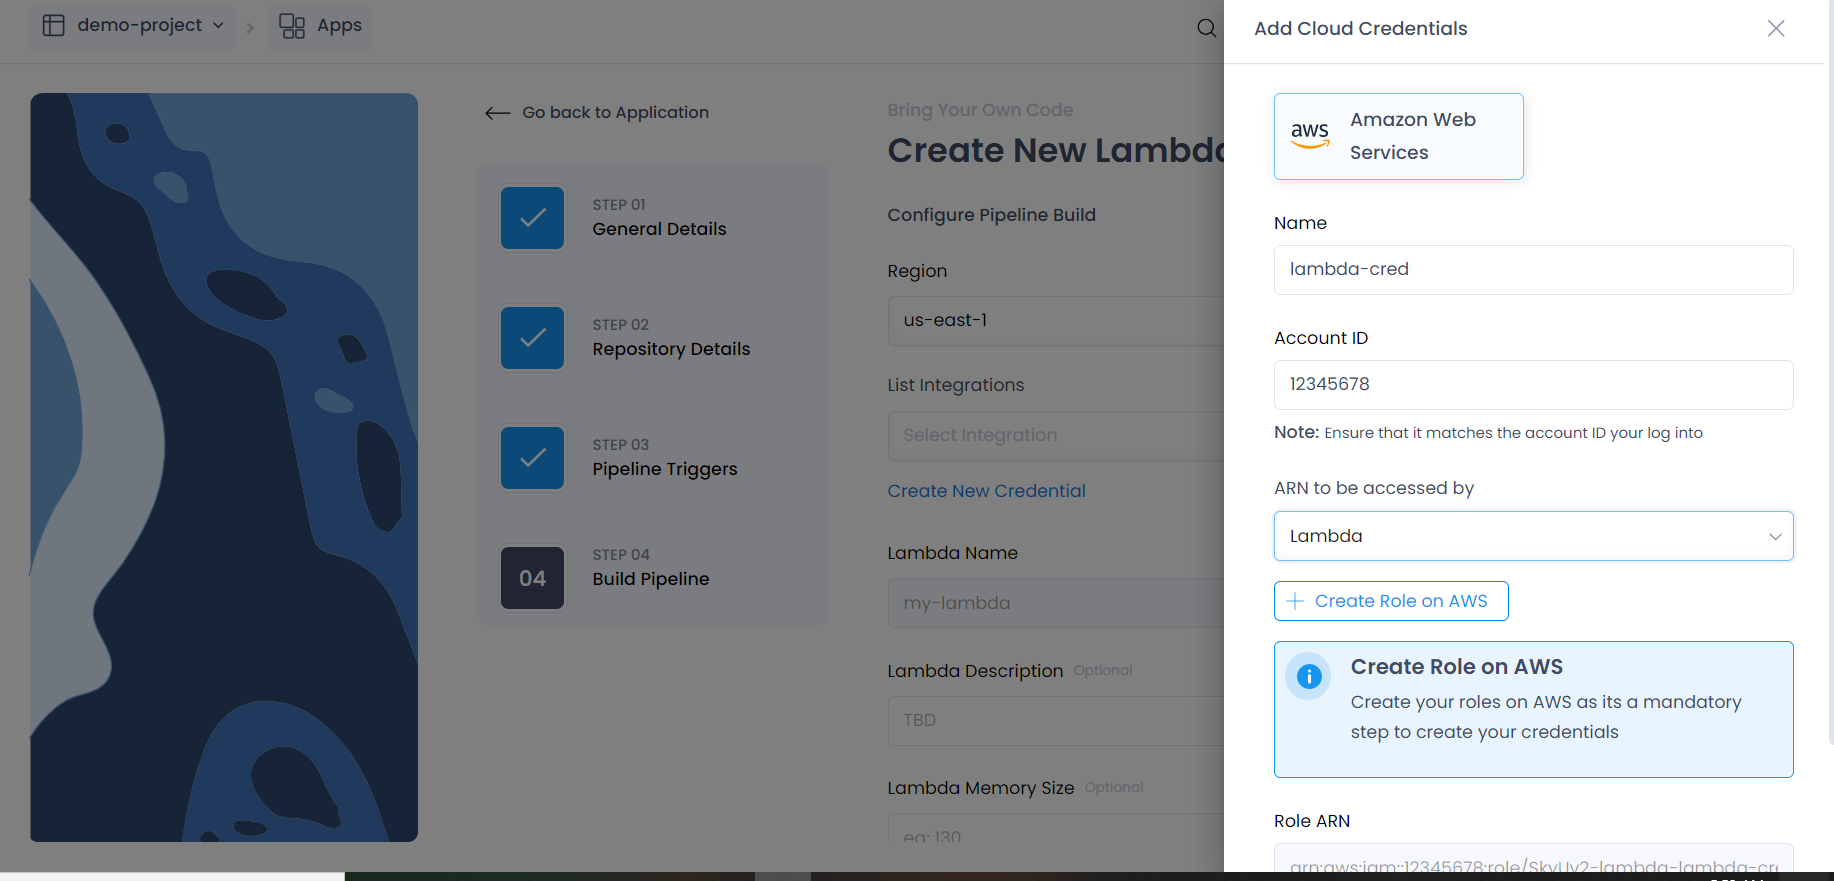 demo-project
Apps
Go back to Application
STEP 01
General Details
STEP 02
Repository Details
STEP 03
Pipeline Triggers
04
STEP 04
Build Pipeline
Bring Your Own Code
Create New Lambda
Configure Pipeline Build
Region
us-east-1
List Integrations
Select Integration
Create New Credential
Lambda Name
my-lambda
Lambda Description Optional
TBD
Lambda Memory Size Optional
eg: 130
Add Cloud Credentials
aws
Amazon Web
Services
Name
lambda-cred
Account ID
12345678
Note: Ensure that it matches the account ID your log into
ARN to be accessed by
Lambda
Create Role on AWS
Create Role on AWS
Create your roles on AWS as its a mandatory
step to create your credentials
Role ARN
arn:aws:iam::12345678:role/SkyUv2-lambda-lambda-cr